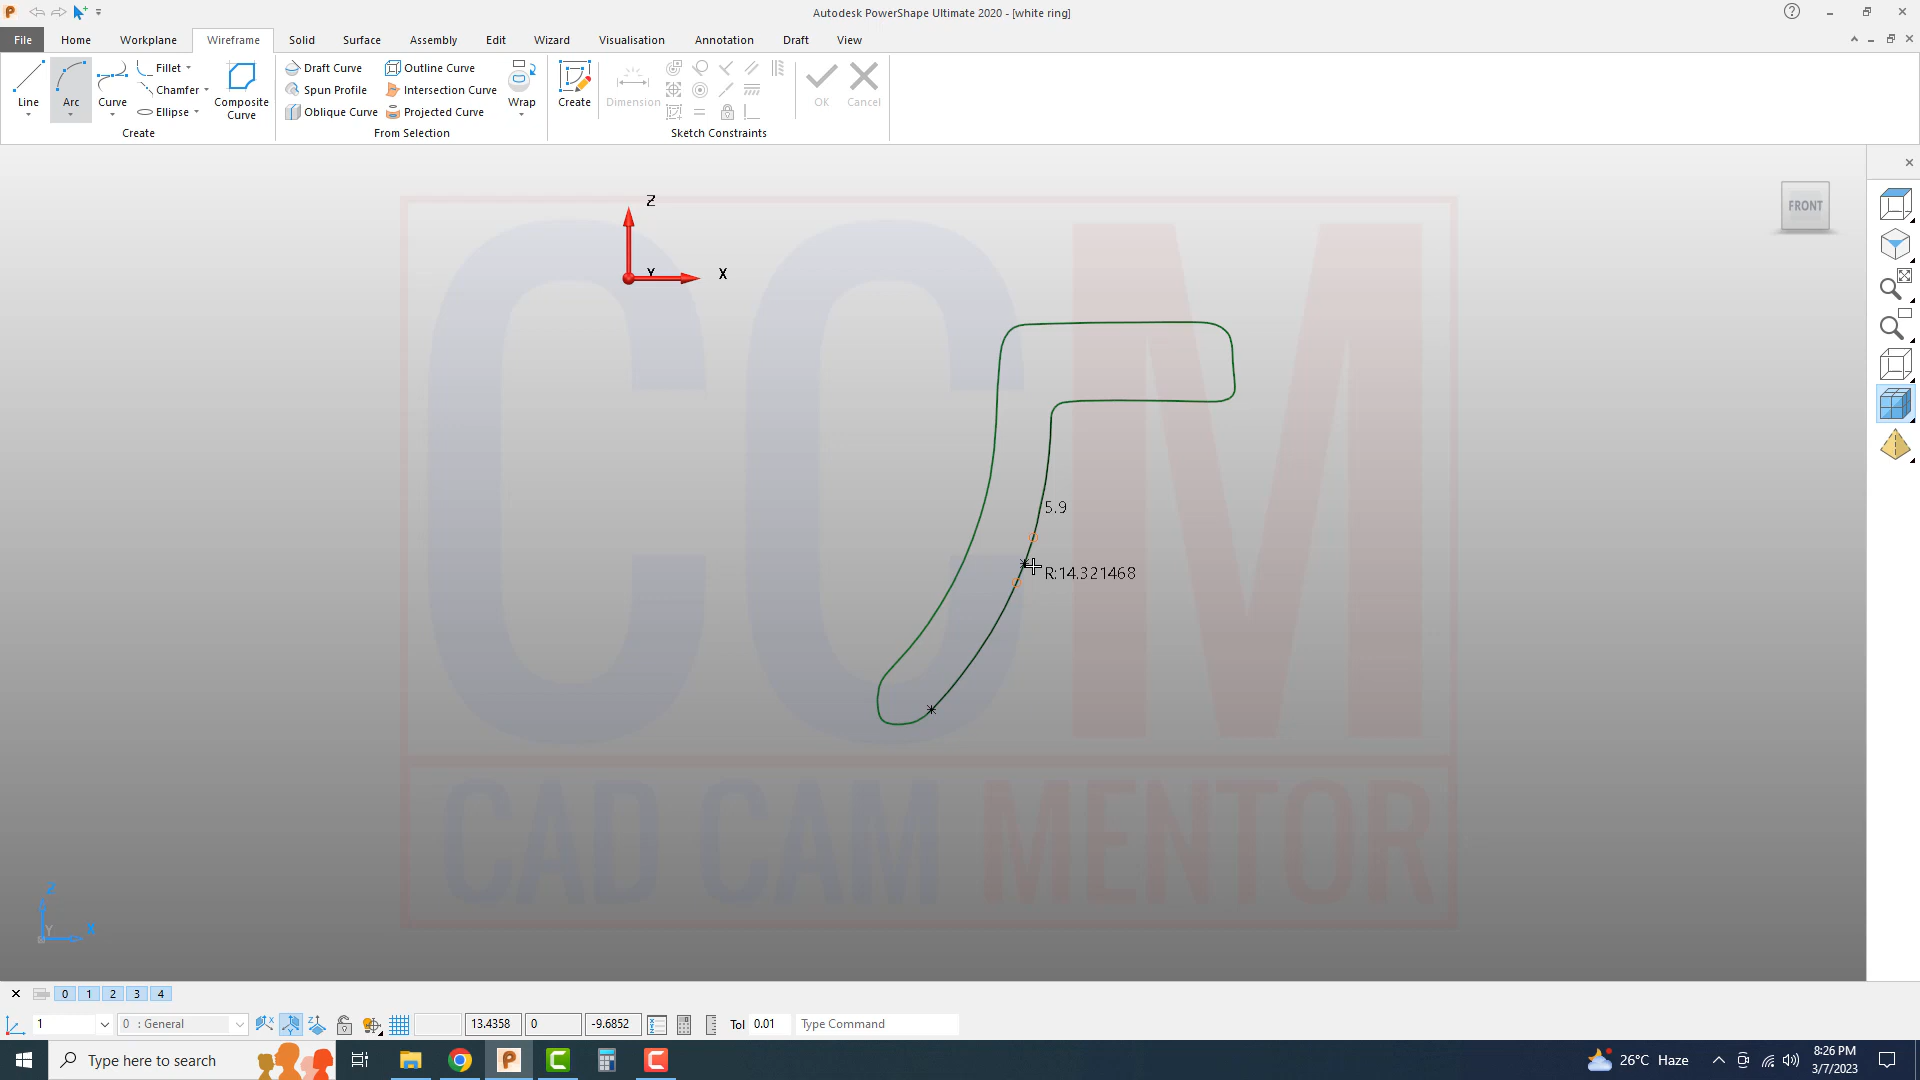 Autodesk PowerShape Ultimate 2020 - [white ring]
File Home Workplane Wireframe Solid Surface Assembly Edit Wizard Visualisation Annotation Draft View
Line
Arc
Curve
Fillet
Chamfer
Ellipse
Composite
Curve
Create
Draft Curve
Spun Profile
Oblique Curve
Outline Curve
Intersection Curve
Projected Curve
Wrap
From Selection
Create
Dimension
OK
Cancel
Sketch Constraints
Z
Y
X
FRONT
CCM
5.9
R:14.321468
CAD CAM MENTOR
Z
Y
X
0 1 2 3 4
1
0 : General
13.4358
0
-9.6852
Tol 0.01
Type Command
Type here to search
26°C Haze
8:26 PM
3/7/2023